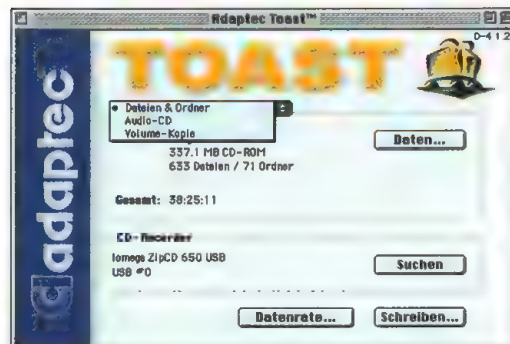 Adaptec Toast™
D-4.1.2
TOAST
adaptec
• Dateien & Ordner
Audio-CD
Volume-Kopie
Daten...
337.1 MB CD-ROM
633 Dateien / 71 Ordner
Gesamt: 38:25:11
CD-Recorder
Iomega ZipCD 650 USB
USB #0
Suchen
Datenrate...
Schreiben...